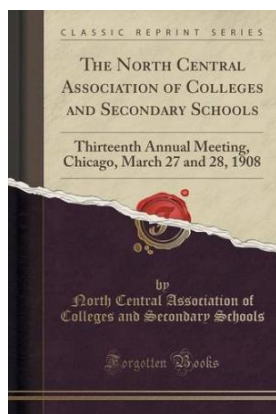 CLASSIC REPRINT SERIES
THE NORTH CENTRAL
ASSOCIATION OF COLLEGES
AND SECONDARY SCHOOLS
Thirteenth Annual Meeting,
Chicago, March 27 and 28, 1908
F
by
North Central Association of
Colleges and Secondary Schools
Forgotten Books